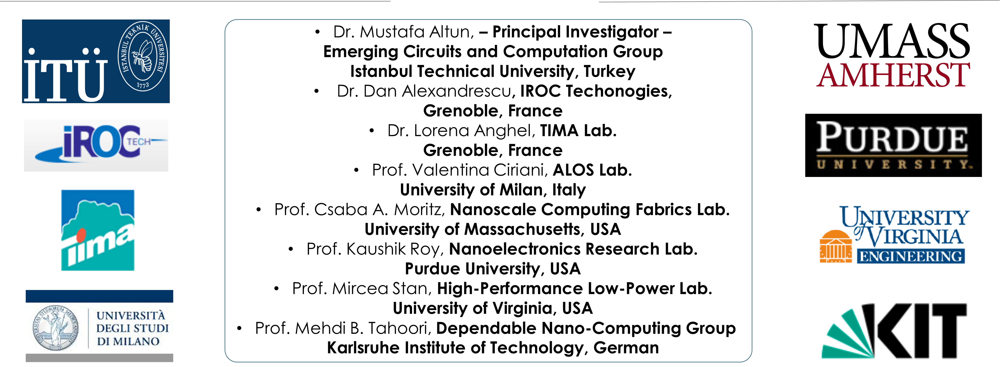 İTÜ
İSTANBUL TEKNİK ÜNİVERSİTESİ
1773
iROC TECH
Tima
UNIVERSITÀ
DEGLI STUDI
DI MILANO
• Dr. Mustafa Altun, – Principal Investigator –
Emerging Circuits and Computation Group
Istanbul Technical University, Turkey
• Dr. Dan Alexandrescu, IROC Techonogies,
Grenoble, France
• Dr. Lorena Anghel, TIMA Lab.
Grenoble, France
• Prof. Valentina Ciriani, ALOS Lab.
University of Milan, Italy
• Prof. Csaba A. Moritz, Nanoscale Computing Fabrics Lab.
University of Massachusetts, USA
• Prof. Kaushik Roy, Nanoelectronics Research Lab.
Purdue University, USA
• Prof. Mircea Stan, High-Performance Low-Power Lab.
University of Virginia, USA
• Prof. Mehdi B. Tahoori, Dependable Nano-Computing Group
Karlsruhe Institute of Technology, German
UMASS
AMHERST
PURDUE
UNIVERSITY™
UNIVERSITY
of VIRGINIA
ENGINEERING
KIT